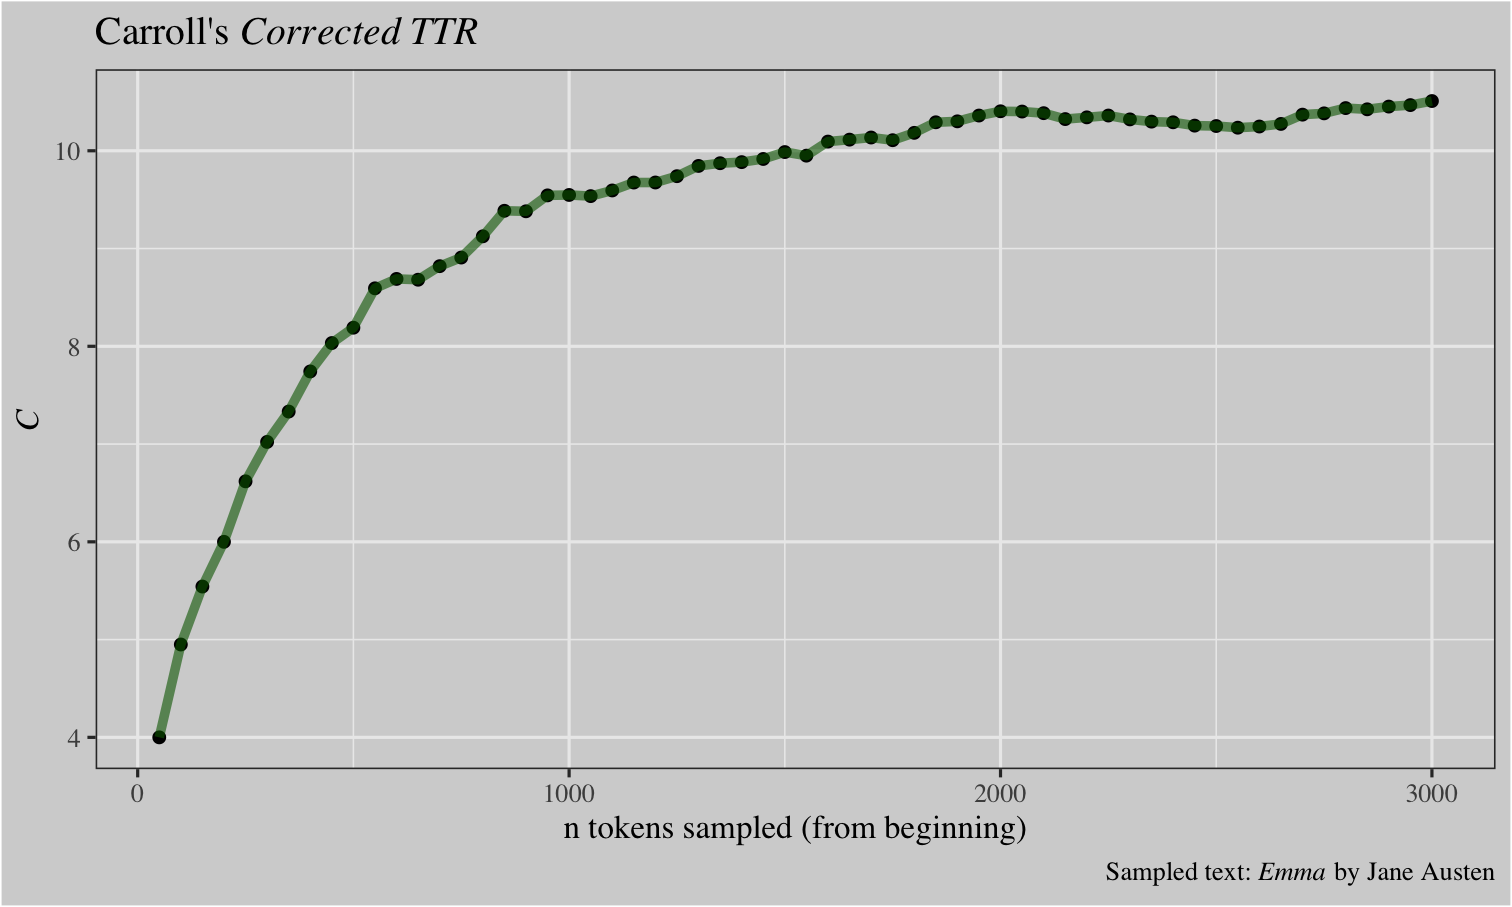 Carroll's Corrected TTR
10
8
6
4
C
0 1000 2000 3000
n tokens sampled (from beginning)
Sampled text: Emma by Jane Austen